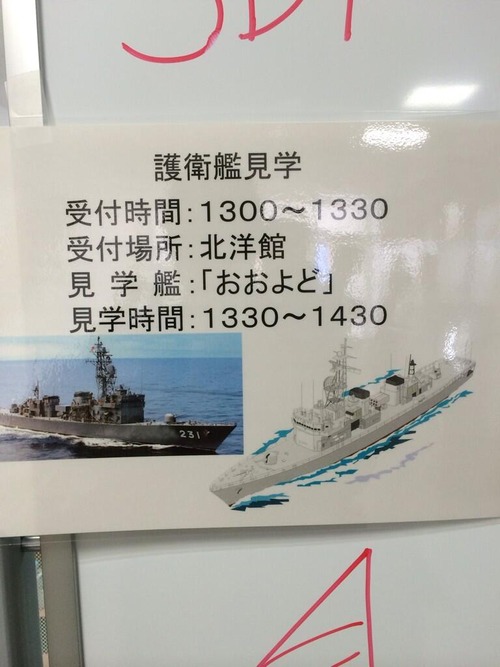 護衛艦見学
受付時間：1300～1330
受付場所：北洋館
見 学 艦：「おおよど」
見学時間：1330～1430
231